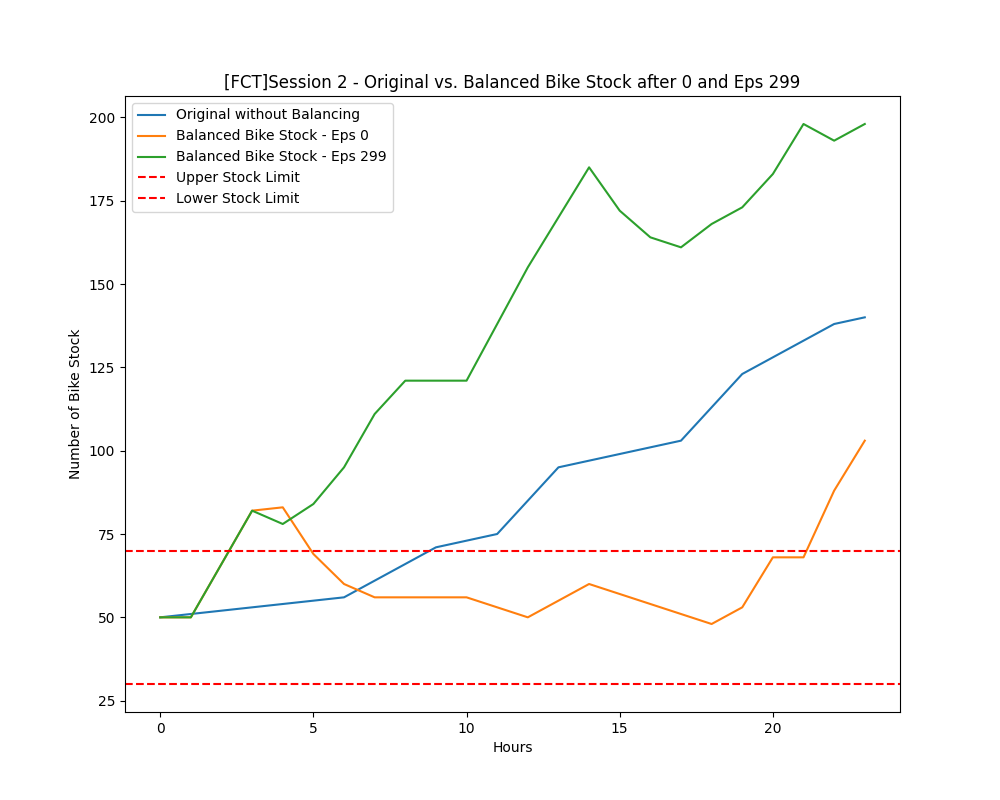 [FCT]Session 2 - Original vs. Balanced Bike Stock after 0 and Eps 299
Original without Balancing
Balanced Bike Stock - Eps 0
Balanced Bike Stock - Eps 299
Upper Stock Limit
Lower Stock Limit
Number of Bike Stock
200
175
150
125
100
75
50
25
0 5 10 15 20
Hours